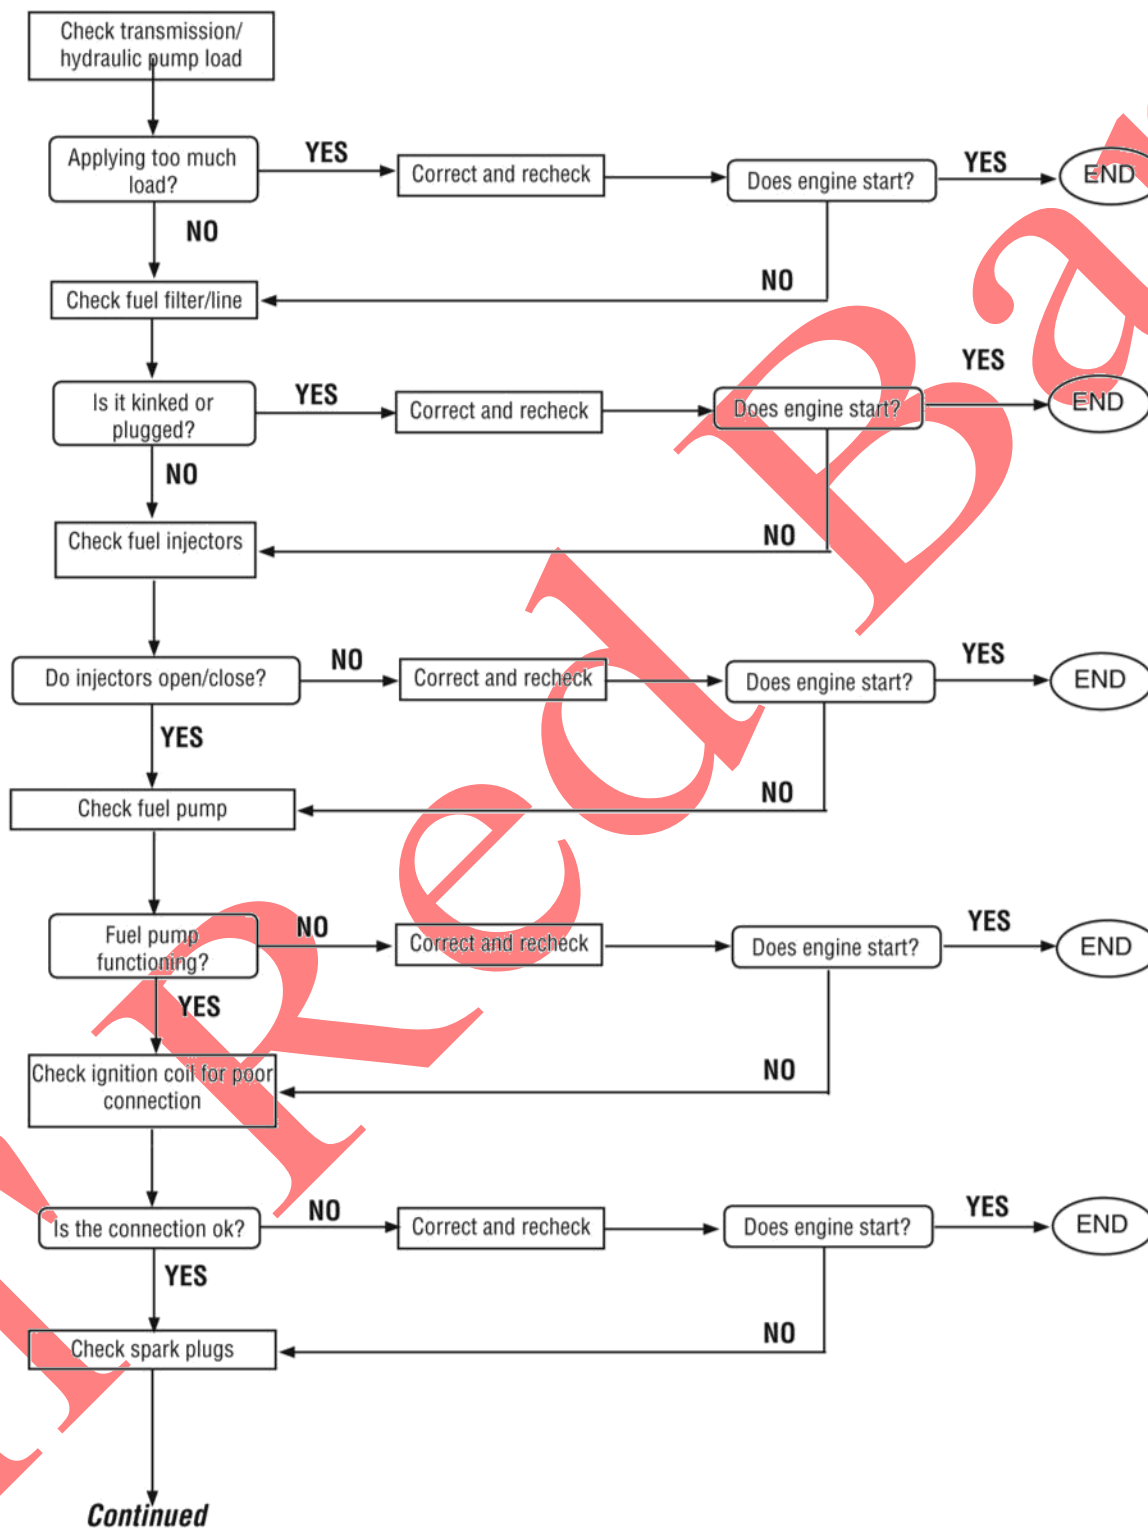 Check transmission/
hydraulic pump load
Applying too much
load?
YES
Correct and recheck
Does engine start?
YES
END
NO
NO
Check fuel filter/line
Is it kinked or
plugged?
YES
Correct and recheck
Does engine start?
YES
END
NO
NO
Check fuel injectors
Do injectors open/close?
NO
Correct and recheck
Does engine start?
YES
END
YES
NO
Check fuel pump
Fuel pump
functioning?
NO
Correct and recheck
Does engine start?
YES
END
YES
NO
Check ignition coil for poor
connection
Is the connection ok?
NO
Correct and recheck
Does engine start?
YES
END
YES
NO
Check spark plugs
Continued
Red